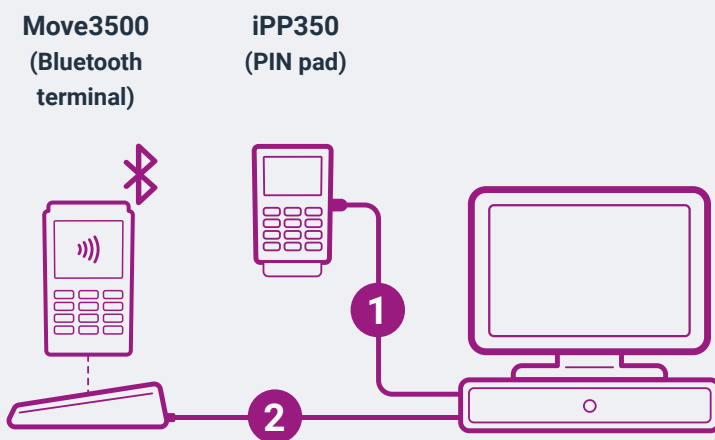 Move3500
(Bluetooth
terminal)
iPP350
(PIN pad)
1
2